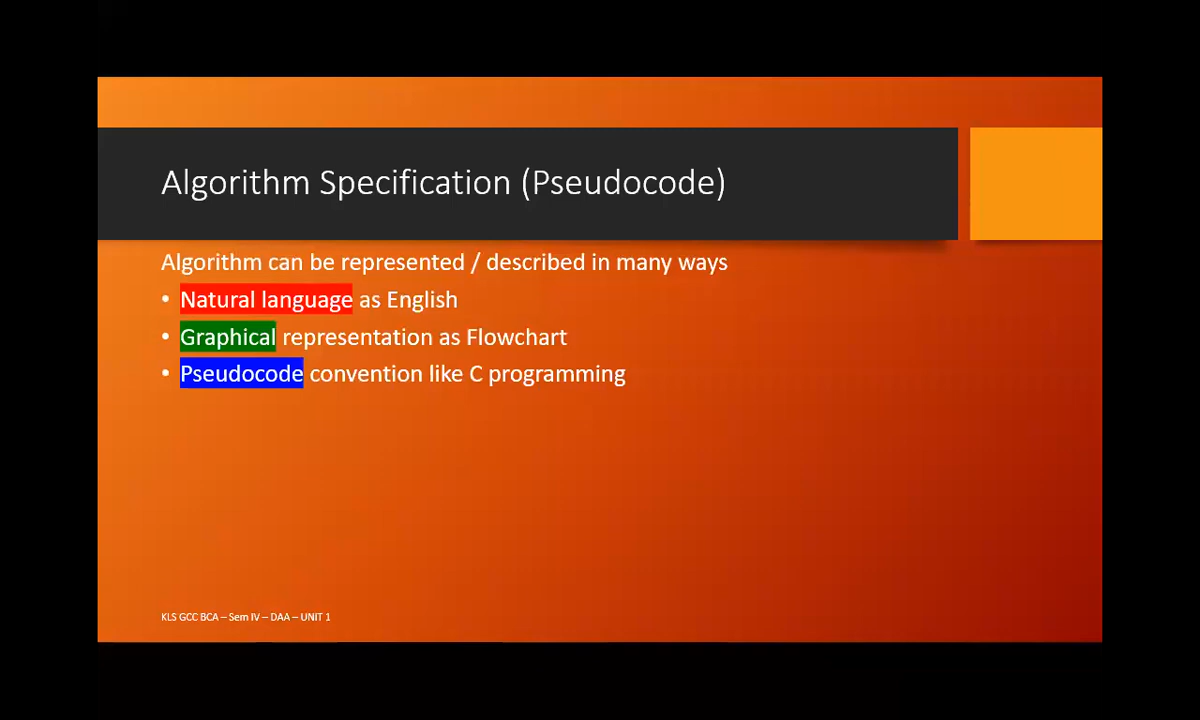 Algorithm Specification (Pseudocode)
Algorithm can be represented / described in many ways
• Natural language as English
• Graphical representation as Flowchart
• Pseudocode convention like C programming
KLS GCC BCA – Sem IV – DAA – UNIT 1